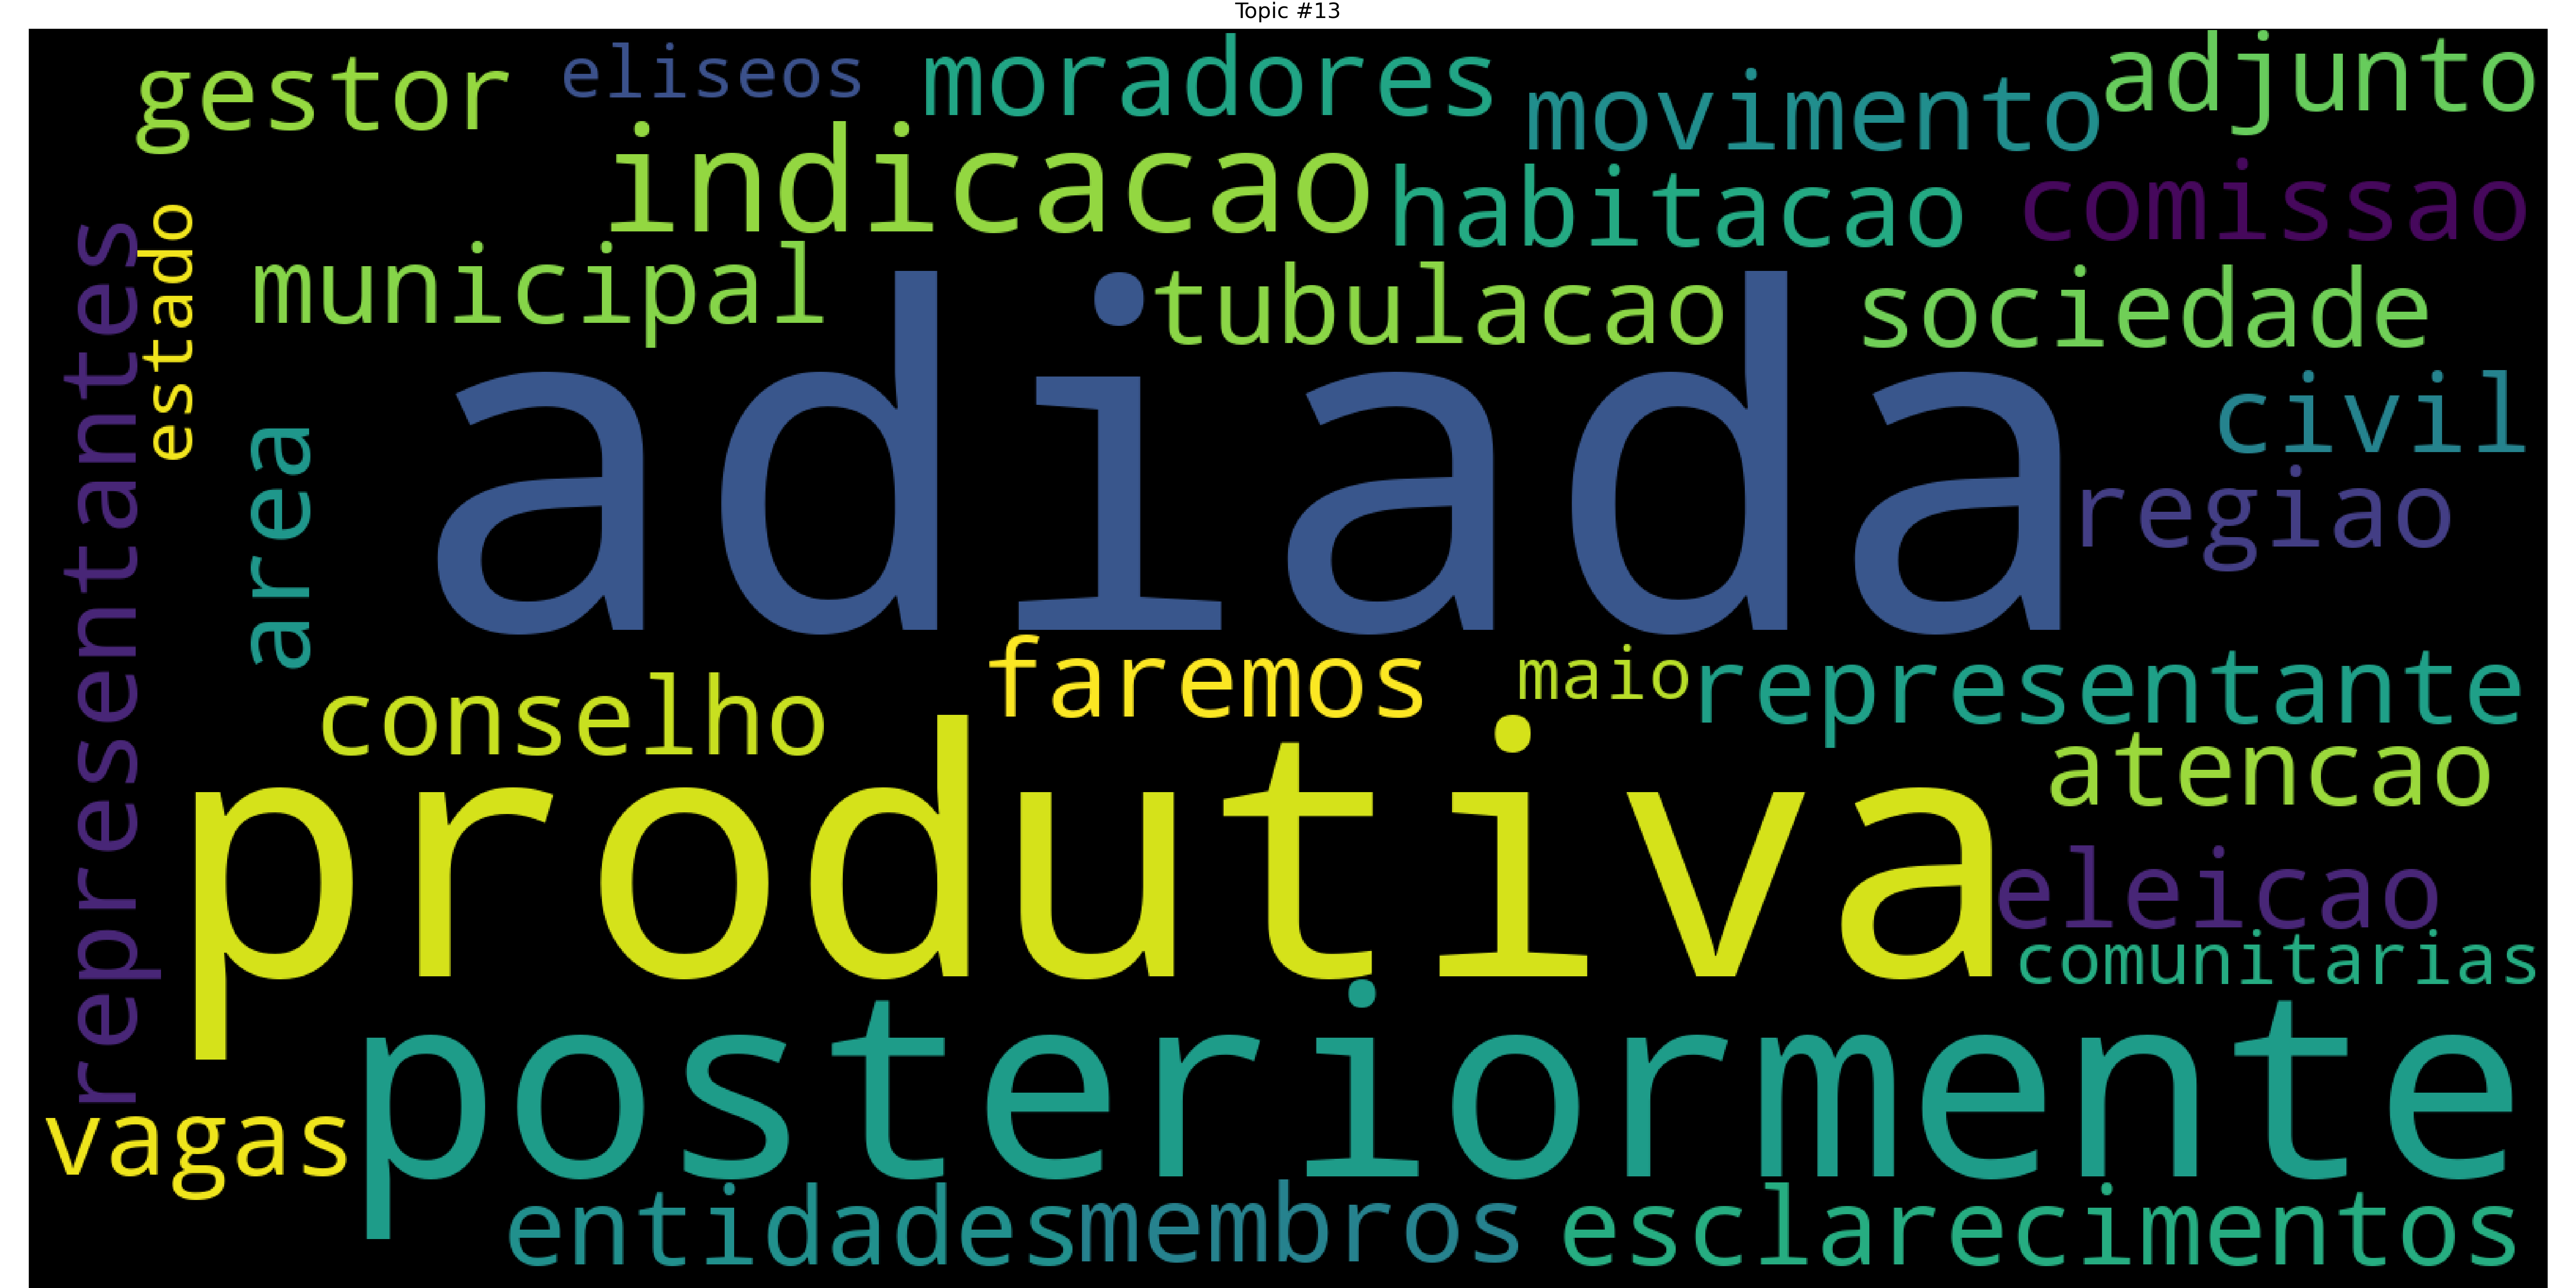 Topic #13
gestor
eliseos
moradores
movimento
adjunto
indicacao
habitacao
comissao
representantes
estado
municipal
tubulacao
sociedade
adiada
civil
area
regiao
faremos
maio
representante
conselho
atencao
produtiva
eleicao
comunitarias
posteriormente
vagas
entidades
membros
esclarecimentos